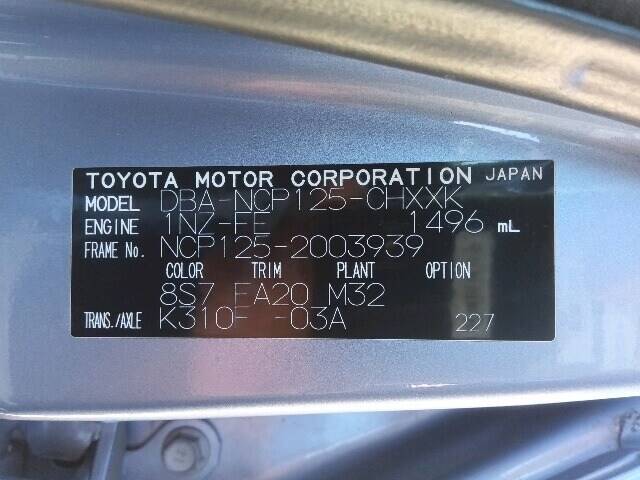 TOYOTA MOTOR CORPORATION JAPAN
MODEL DBA-NCP125-CHXXK
ENGINE 1NZ-FE 1496 mL
FRAME No. NCP125-2003939
COLOR TRIM PLANT OPTION
8S7 FA20 M32
TRANS./AXLE K310F -03A 227